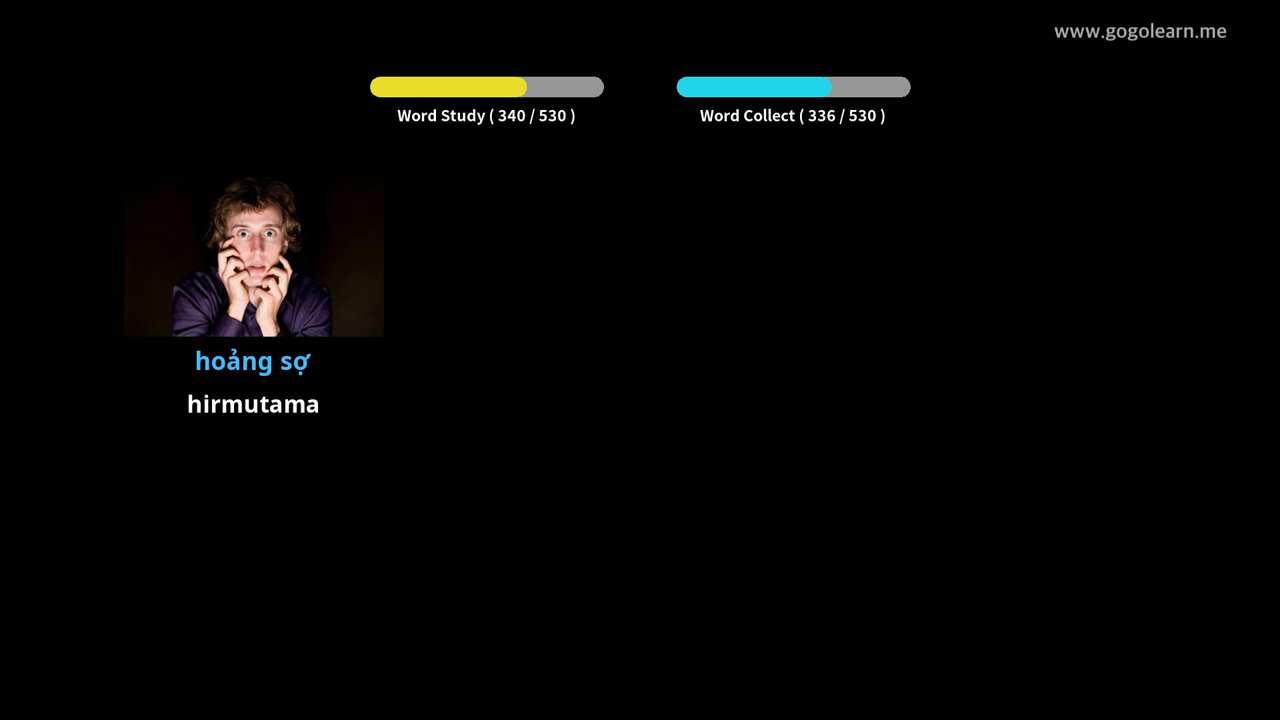 www.gogolearn.me
Word Study ( 340 / 530 )
Word Collect ( 336 / 530 )
hoảng sợ
hirmutama